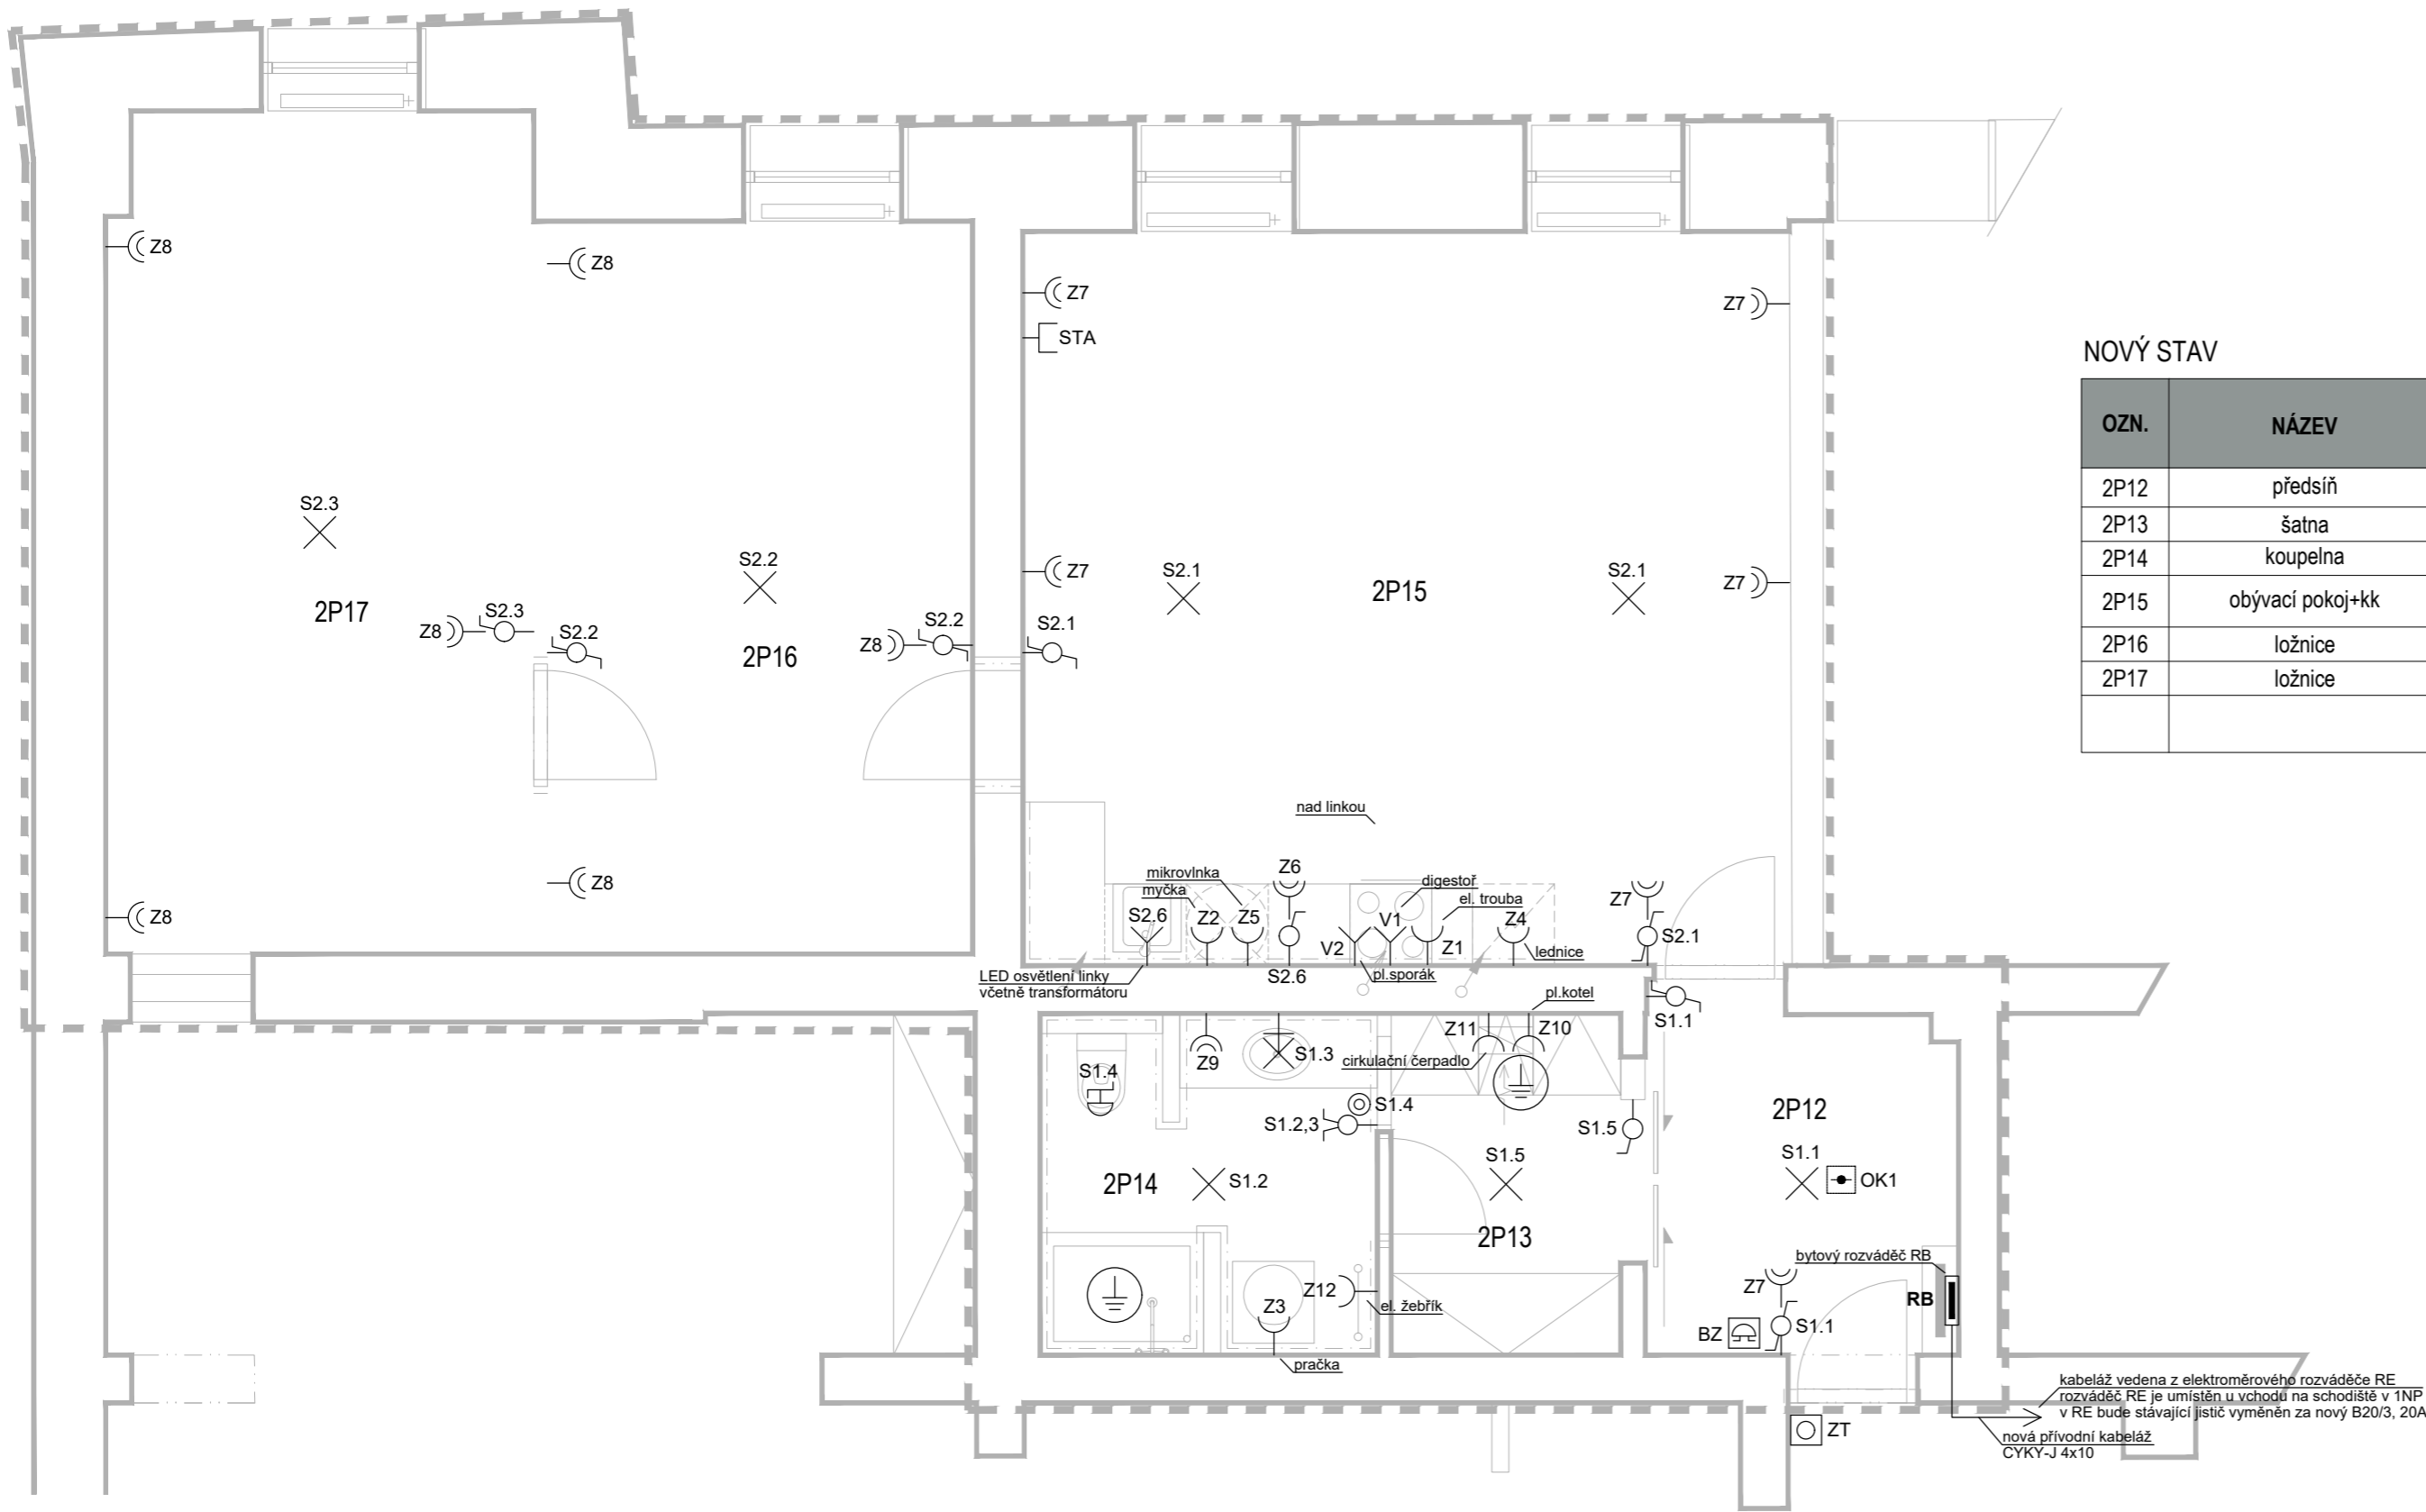 Z8
Z8
Z7
Z7
STA
NOVÝ STAV
OZN. NÁZEV
2P12 předsíň
2P13 šatna
2P14 koupelna
2P15 obývací pokoj+kk
2P16 ložnice
2P17 ložnice
S2.3
S2.2
Z7
S2.1
2P15
S2.1
Z7
2P17
Z8
S2.3
S2.2
2P16
Z8
S2.2
S2.1
nad linkou
Z8
Z8
mikrovlnka
myčka
Z6
digestoř
el. trouba
Z7
S2.6
Z2
Z5
V1
Z4
S2.1
V2
Z1
lednice
LED osvětlení linky
včetně transformátoru
S2.6
pl.sporák
pl.kotel
S1.1
Z11
Z10
S1.4
Z9
S1.3
cirkulační čerpadlo
S1.4
S1.2,3
S1.5
2P12
2P14
S1.2
S1.5
S1.1
OK1
2P13
bytový rozváděč RB
Z12
Z7
RB
Z3
el. žebřík
BZ
S1.1
pračka
kabeláž vedena z elektroměrového rozváděče RE
rozváděč RE je umístěn u vchodu na schodiště v 1NP
v RE bude stávající jistič vyměněn za nový B20/3, 20A
ZT
nová přívodní kabeláž
CYKY-J 4x10